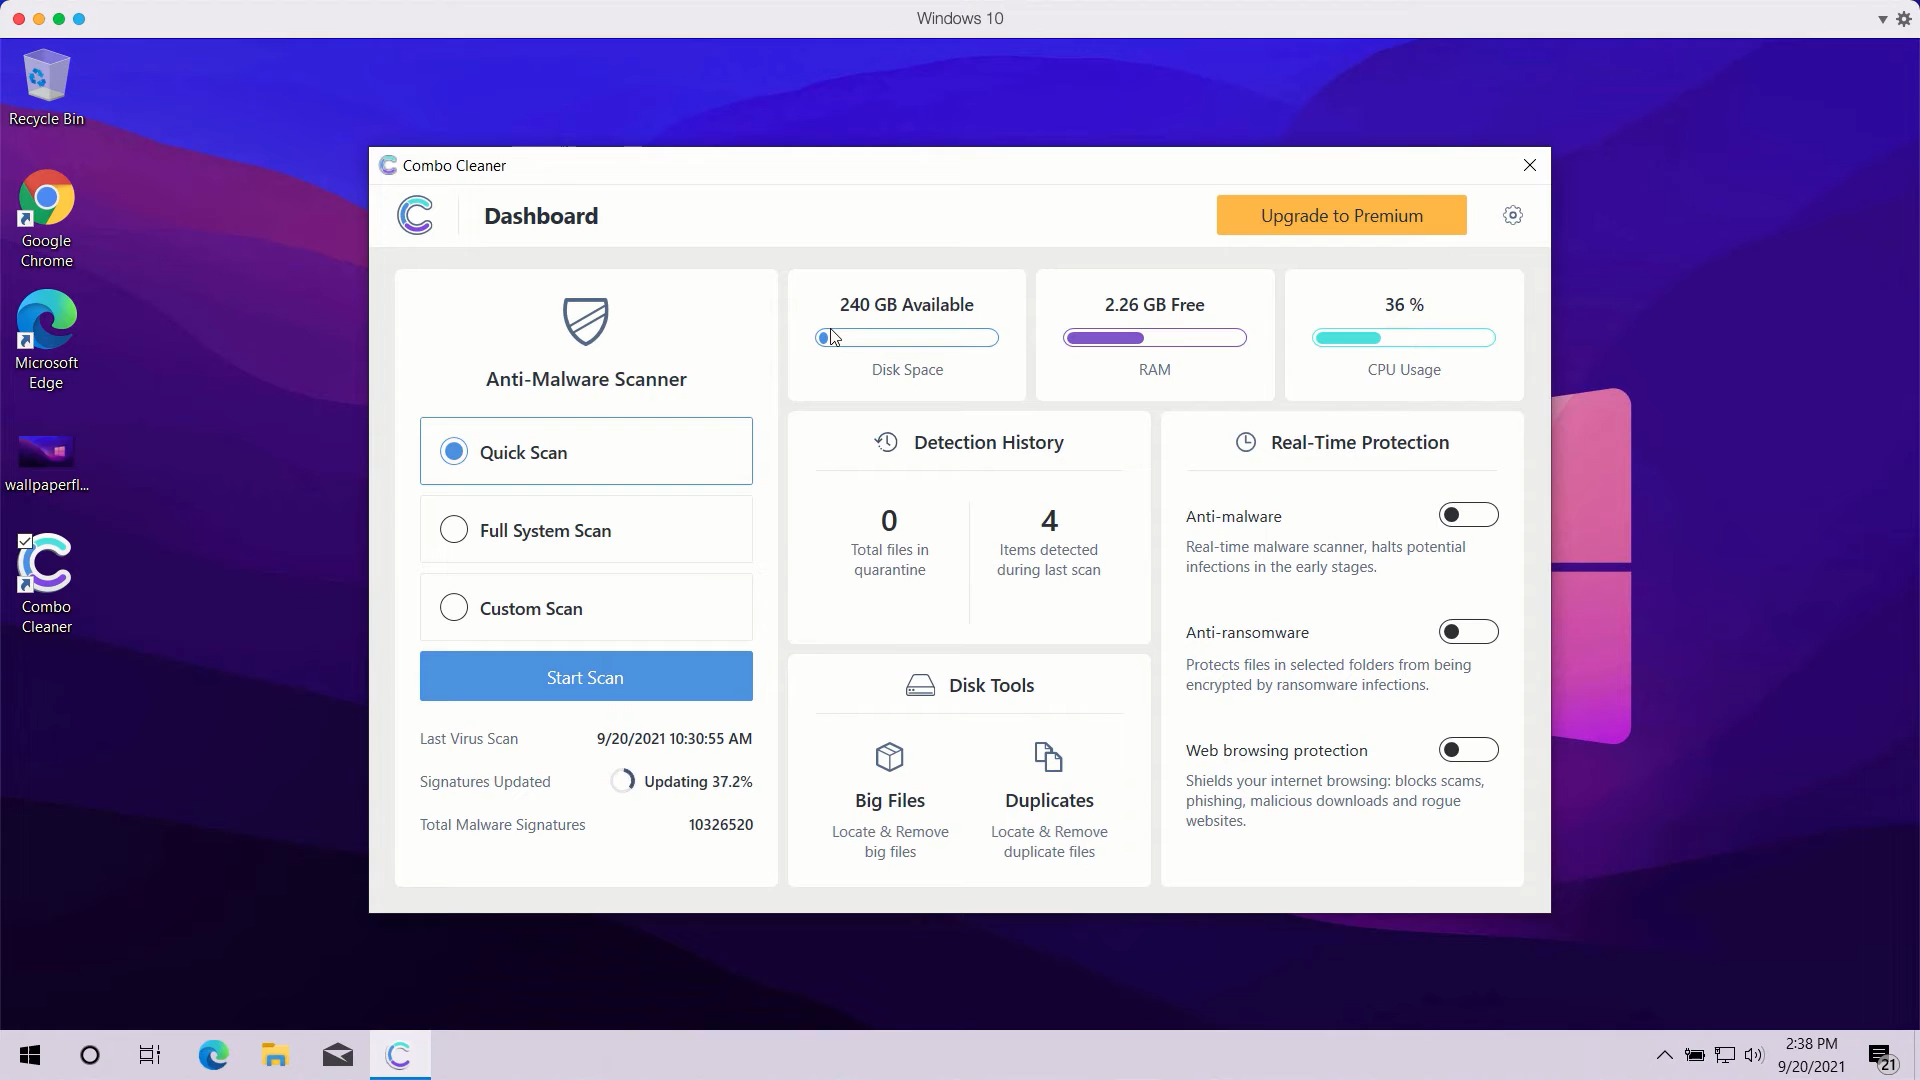 Windows 10
Recycle Bin
Google
Chrome
Microsoft
Edge
wallpaperfl...
Combo
Cleaner
Combo Cleaner
Dashboard
Upgrade to Premium
Anti-Malware Scanner
Quick Scan
Full System Scan
Custom Scan
Start Scan
Last Virus Scan 9/20/2021 10:30:55 AM
Signatures Updated Updating 37.2%
Total Malware Signatures 10326520
240 GB Available
Disk Space
2.26 GB Free
RAM
36 %
CPU Usage
Detection History
0
Total files in
quarantine
4
Items detected
during last scan
Disk Tools
Big Files
Locate & Remove
big files
Duplicates
Locate & Remove
duplicate files
Real-Time Protection
Anti-malware
Real-time malware scanner, halts potential
infections in the early stages.
Anti-ransomware
Protects files in selected folders from being
encrypted by ransomware infections.
Web browsing protection
Shields your internet browsing: blocks scams,
phishing, malicious downloads and rogue
websites.
2:38 PM
9/20/2021
21